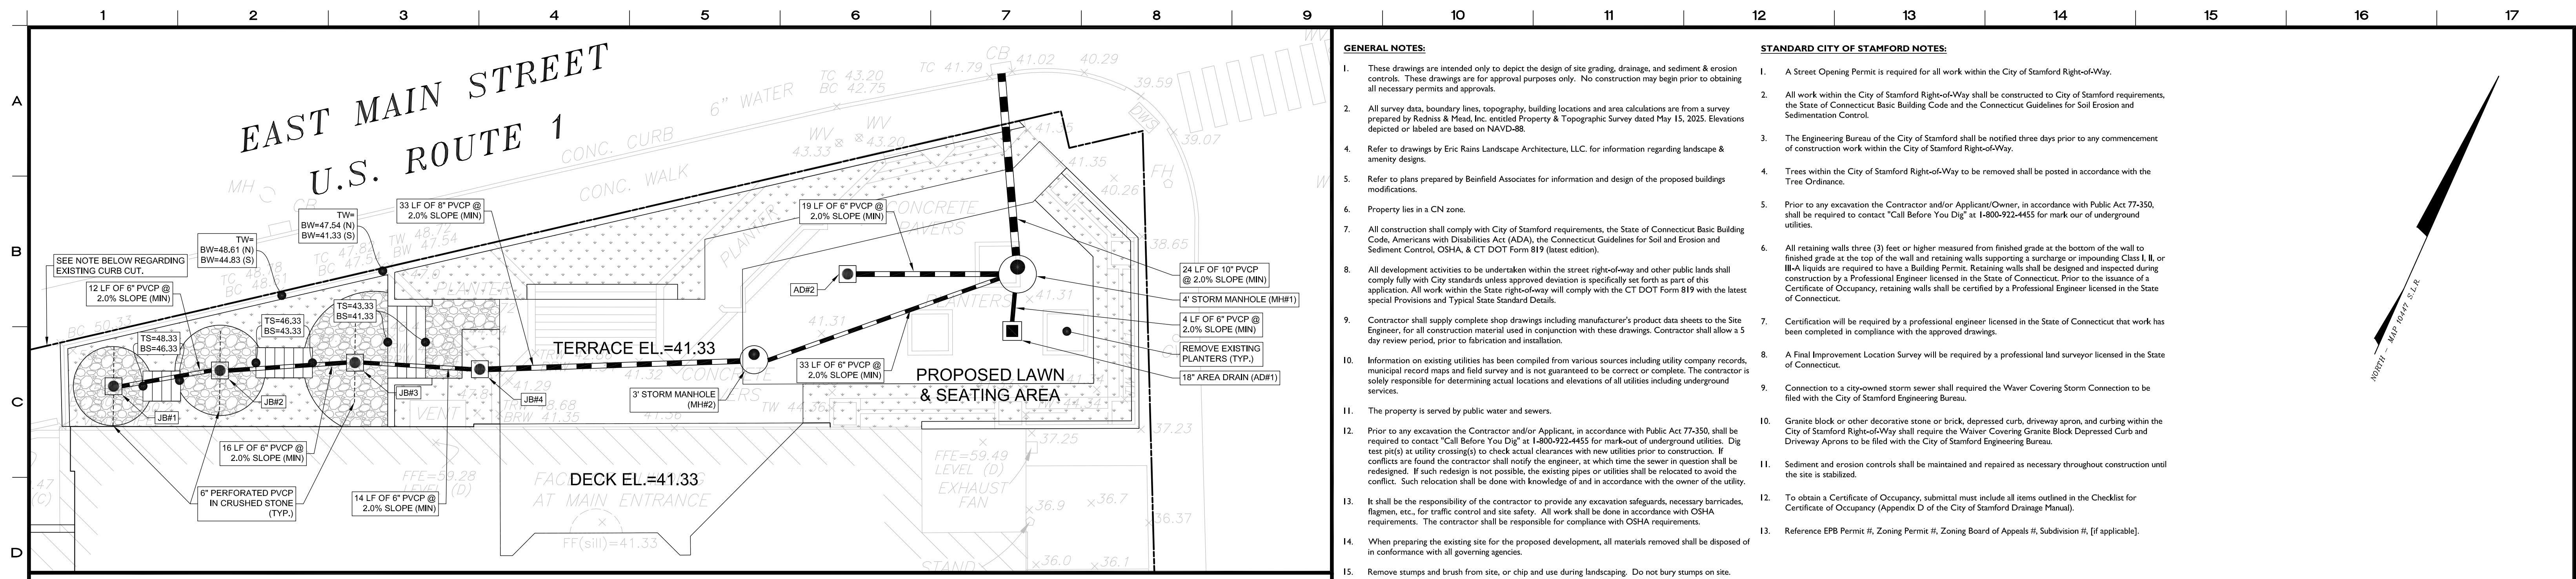 1 2 3 4 5 6 7 8 9 10 11 12 13 14 15 16 17
A
B
C
D
EAST MAIN STREET
U.S. ROUTE 1
CONC. CURB
6" WATER
CONC. WALK
TC 43.20
BC 42.75
CB
TC 41.79
41.02
40.29
39.59
39.07
WV
43.33
WV
43.20
41.35
41.35
40.26
FH
38.65
MH
CB
SEE NOTE BELOW REGARDING
EXISTING CURB CUT.
12 LF OF 6" PVCP @
2.0% SLOPE (MIN)
TW=
BW=48.61 (N)
BW=44.83 (S)
TW=
BW=47.54 (N)
BW=41.33 (S)
33 LF OF 8" PVCP @
2.0% SLOPE (MIN)
TW 48.72
BW 47.54
BC 50.33
TS=48.33
BS=46.33
TS=46.33
BS=43.33
TS=43.33
BS=41.33
PLANTER
PLANTER
19 LF OF 6" PVCP @
2.0% SLOPE (MIN)
CONCRETE
PAVERS
AD#2
PLANTERS
41.31
41.31
24 LF OF 10" PVCP
@ 2.0% SLOPE (MIN)
4' STORM MANHOLE (MH#1)
4 LF OF 6" PVCP @
2.0% SLOPE (MIN)
REMOVE EXISTING
PLANTERS (TYP.)
18" AREA DRAIN (AD#1)
TERRACE EL.=41.33
41.32
CONCRETE
33 LF OF 6" PVCP @
2.0% SLOPE (MIN)
PROPOSED LAWN
& SEATING AREA
3' STORM MANHOLE
(MH#2)
JB#1
JB#2
JB#3
JB#4
41.29
VENT
BRW 41.35
16 LF OF 6" PVCP @
2.0% SLOPE (MIN)
6" PERFORATED PVCP
IN CRUSHED STONE
(TYP.)
14 LF OF 6" PVCP @
2.0% SLOPE (MIN)
FFE=59.28
LEVEL (D)
AT MAIN ENTRANCE
DECK EL.=41.33
FF(sill)=41.33
FFE=59.49
LEVEL (D)
EXHAUST
FAN
37.25
37.23
36.9
36.7
36.37
36.0
36.1
STAND
(C)
GENERAL NOTES:
1. These drawings are intended only to depict the design of site grading, drainage, and sediment & erosion
controls. These drawings are for approval purposes only. No construction may begin prior to obtaining
all necessary permits and approvals.
2. All survey data, boundary lines, topography, building locations and area calculations are from a survey
prepared by Redniss & Mead, Inc. entitled Property & Topographic Survey dated May 15, 2025. Elevations
depicted or labeled are based on NAVD-88.
4. Refer to drawings by Eric Rains Landscape Architecture, LLC. for information regarding landscape &
amenity designs.
5. Refer to plans prepared by Beinfield Associates for information and design of the proposed buildings
modifications.
6. Property lies in a CN zone.
7. All construction shall comply with City of Stamford requirements, the State of Connecticut Basic Building
Code, Americans with Disabilities Act (ADA), the Connecticut Guidelines for Soil and Erosion and
Sediment Control, OSHA, & CT DOT Form 819 (latest edition).
8. All development activities to be undertaken within the street right-of-way and other public lands shall
comply fully with City standards unless approved deviation is specifically set forth as part of this
application. All work within the State right-of-way will comply with the CT DOT Form 819 with the latest
special Provisions and Typical State Standard Details.
9. Contractor shall supply complete shop drawings including manufacturer's product data sheets to the Site
Engineer, for all construction material used in conjunction with these drawings. Contractor shall allow a 5
day review period, prior to fabrication and installation.
10. Information on existing utilities has been compiled from various sources including utility company records,
municipal record maps and field survey and is not guaranteed to be correct or complete. The contractor is
solely responsible for determining actual locations and elevations of all utilities including underground
services.
11. The property is served by public water and sewers.
12. Prior to any excavation the Contractor and/or Applicant, in accordance with Public Act 77-350, shall be
required to contact "Call Before You Dig" at 1-800-922-4455 for mark-out of underground utilities. Dig
test pit(s) at utility crossing(s) to check actual clearances with new utilities prior to construction. If
conflicts are found the contractor shall notify the engineer, at which time the sewer in question shall be
redesigned. If such redesign is not possible, the existing pipes or utilities shall be relocated to avoid the
conflict. Such relocation shall be done with knowledge of and in accordance with the owner of the utility.
13. It shall be the responsibility of the contractor to provide any excavation safeguards, necessary barricades,
flagmen, etc., for traffic control and site safety. All work shall be done in accordance with OSHA
requirements. The contractor shall be responsible for compliance with OSHA requirements.
14. When preparing the existing site for the proposed development, all materials removed shall be disposed of
in conformance with all governing agencies.
15. Remove stumps and brush from site, or chip and use during landscaping. Do not bury stumps on site.
STANDARD CITY OF STAMFORD NOTES:
1. A Street Opening Permit is required for all work within the City of Stamford Right-of-Way.
2. All work within the City of Stamford Right-of-Way shall be constructed to City of Stamford requirements,
the State of Connecticut Basic Building Code and the Connecticut Guidelines for Soil Erosion and
Sedimentation Control.
3. The Engineering Bureau of the City of Stamford shall be notified three days prior to any commencement
of construction work within the City of Stamford Right-of-Way.
4. Trees within the City of Stamford Right-of-Way to be removed shall be posted in accordance with the
Tree Ordinance.
5. Prior to any excavation the Contractor and/or Applicant/Owner, in accordance with Public Act 77-350,
shall be required to contact "Call Before You Dig" at 1-800-922-4455 for mark our of underground
utilities.
6. All retaining walls three (3) feet or higher measured from finished grade at the bottom of the wall to
finished grade at the top of the wall and retaining walls supporting a surcharge or impounding Class I, II, or
III-A liquids are required to have a Building Permit. Retaining walls shall be designed and inspected during
construction by a Professional Engineer licensed in the State of Connecticut. Prior to the issuance of a
Certificate of Occupancy, retaining walls shall be certified by a Professional Engineer licensed in the State
of Connecticut.
7. Certification will be required by a professional engineer licensed in the State of Connecticut that work has
been completed in compliance with the approved drawings.
8. A Final Improvement Location Survey will be required by a professional land surveyor licensed in the State
of Connecticut.
9. Connection to a city-owned storm sewer shall required the Waver Covering Storm Connection to be
filed with the City of Stamford Engineering Bureau.
10. Granite block or other decorative stone or brick, depressed curb, driveway apron, and curbing within the
City of Stamford Right-of-Way shall require the Waiver Covering Granite Block Depressed Curb and
Driveway Aprons to be filed with the City of Stamford Engineering Bureau.
11. Sediment and erosion controls shall be maintained and repaired as necessary throughout construction until
the site is stabilized.
12. To obtain a Certificate of Occupancy, submittal must include all items outlined in the Checklist for
Certificate of Occupancy (Appendix D of the City of Stamford Drainage Manual).
13. Reference EPB Permit #, Zoning Permit #, Zoning Board of Appeals #, Subdivision #, [if applicable].
NORTH - MAP 10447 S.L.R.